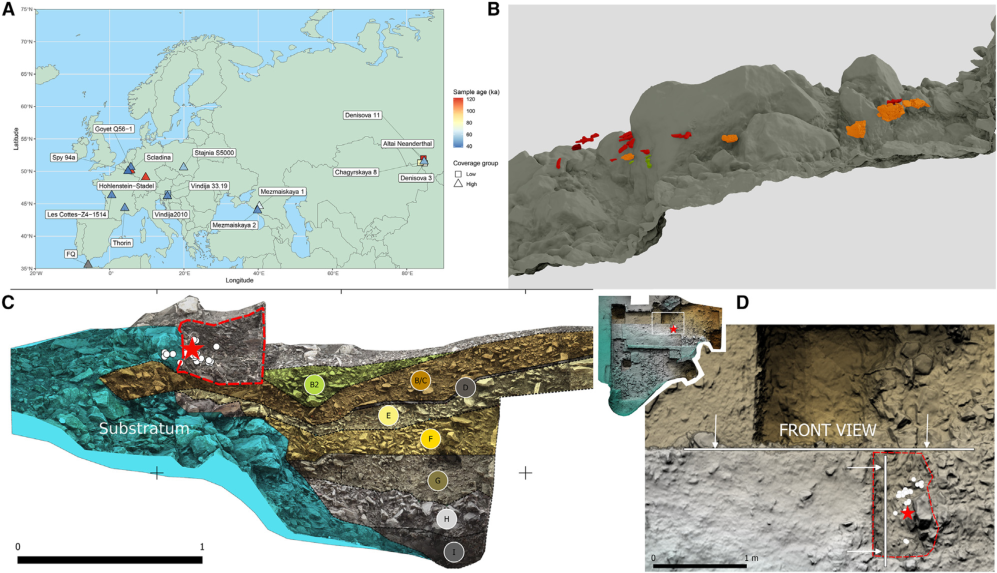 A
75°N
70°N
65°N
60°N
55°N
50°N
45°N
40°N
35°N
Latitude
20°W
0°
20°E
40°E
60°E
80°E
Longitude
Goyet Q56−1
Spy 94a
Scladina
Stajnia S5000
Hohlenstein−Stadel
Vindija 33.19
Mezmaiskaya 1
Les Cottes−Z4−1514
Vindija2010
Mezmaiskaya 2
Thorin
FQ
Denisova 11
Altai Neanderthal
Chagyrskaya 8
Denisova 3
Sample age (ka)
120
100
80
60
40
Coverage group
Low
High
B
C
Substratum
B2
B/C
D
E
F
G
H
I
0
1
D
FRONT VIEW
0
1 m